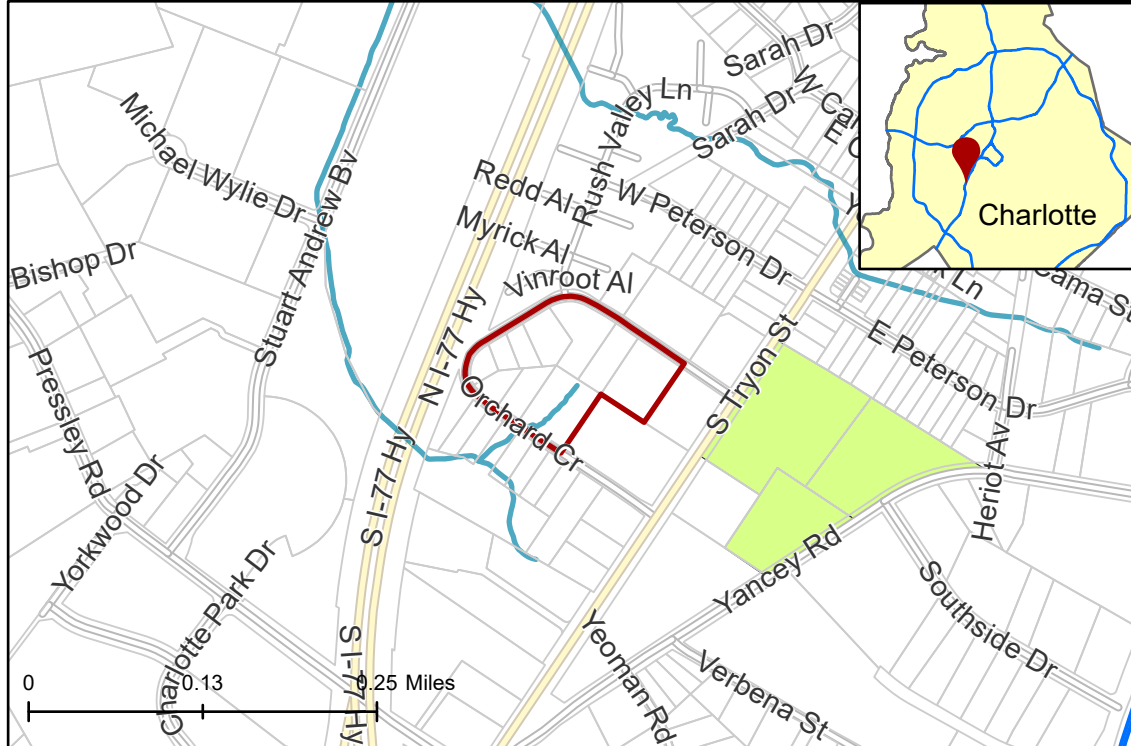 Sarah Dr
Michael Wylie Dr
Rush Valley Ln
Sarah Dr
Redd Al
W Peterson Dr
Myrick Al
Charlotte
Bishop Dr
Stuart Andrew Bv
Vinroot Al
Cama St
N I-77 Hy
E Peterson Dr
Pressley Rd
S Tryon St
Orchard Cr
Heriot Av
S I-77 Hy
Yorkwood Dr
Yancey Rd
Charlotte Park Dr
Southside Dr
Yeoman Rd
S I-77 Hy
Verbena St
0 0.13 0.25 Miles